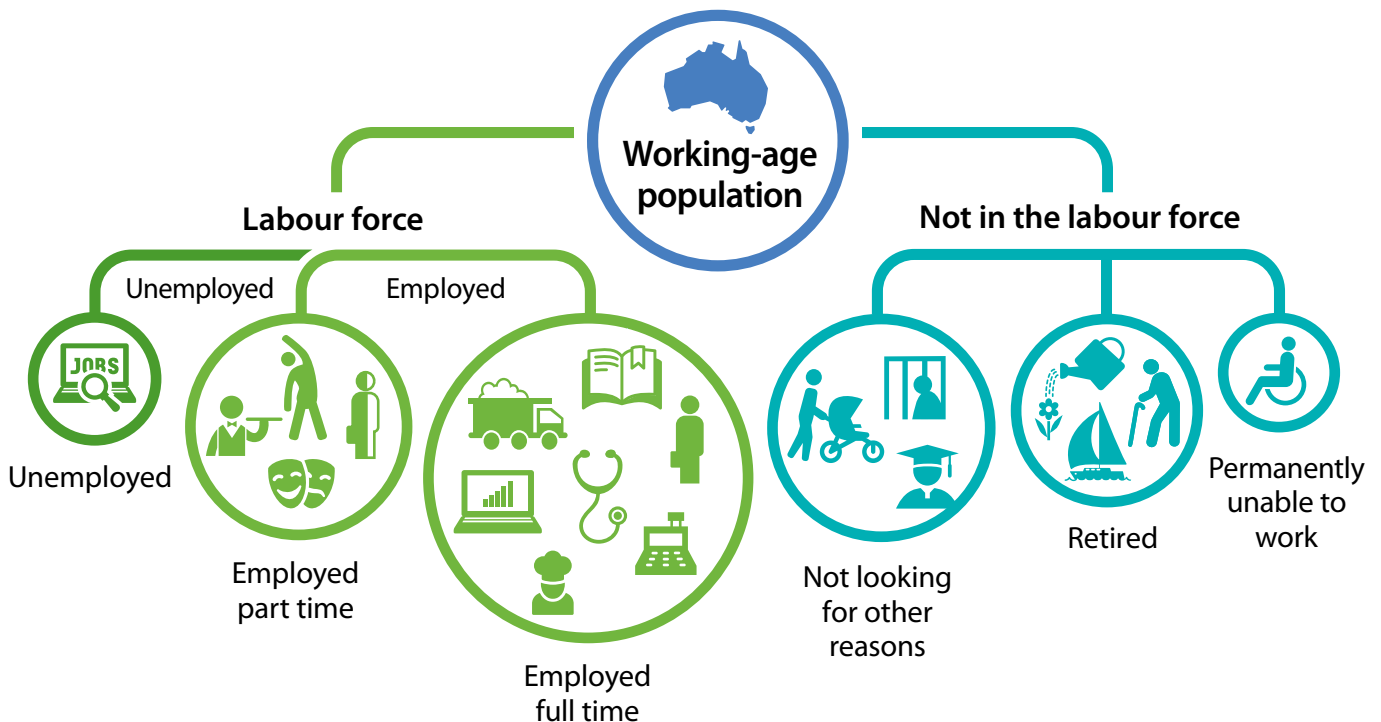 Working-age
population
Labour force
Not in the labour force
Unemployed
Employed
JOBS
Unemployed
Employed
part time
Employed
full time
Not looking
for other
reasons
Retired
Permanently
unable to
work